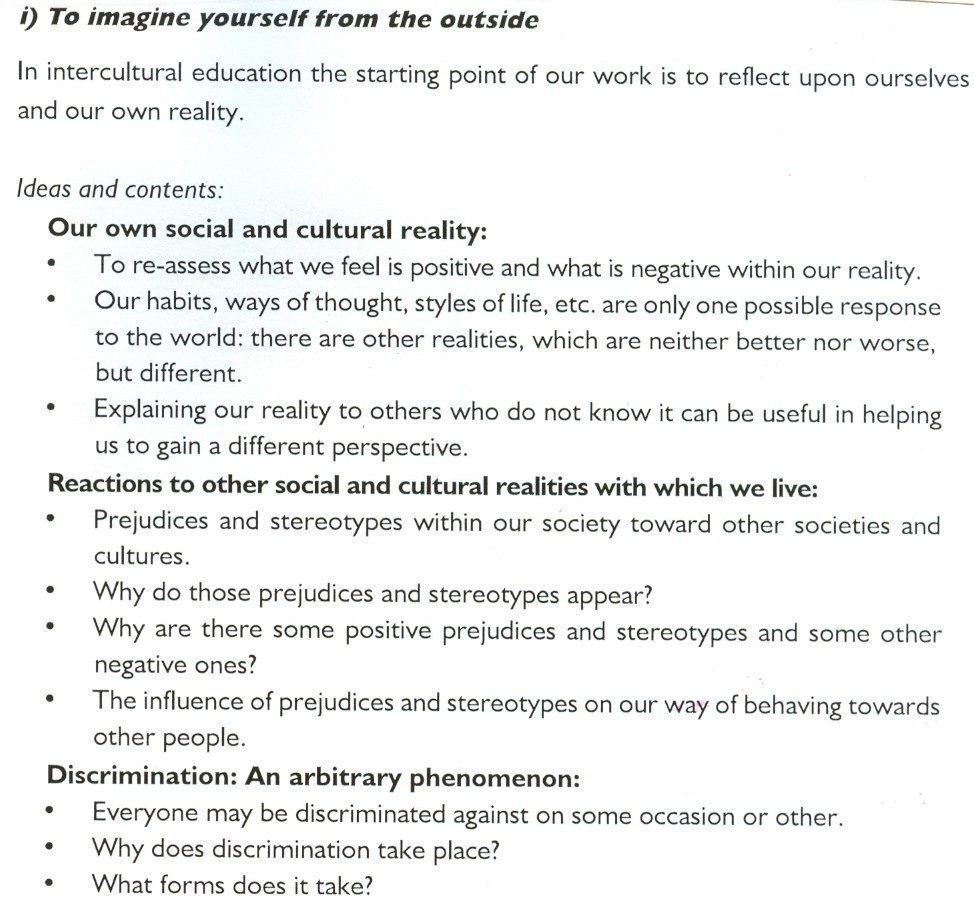 i) To imagine yourself from the outside
In intercultural education the starting point of our work is to reflect upon ourselves
and our own reality.
Ideas and contents:
Our own social and cultural reality:
• To re-assess what we feel is positive and what is negative within our reality.
• Our habits, ways of thought, styles of life, etc. are only one possible response
to the world: there are other realities, which are neither better nor worse,
but different.
• Explaining our reality to others who do not know it can be useful in helping
us to gain a different perspective.
Reactions to other social and cultural realities with which we live:
• Prejudices and stereotypes within our society toward other societies and
cultures.
• Why do those prejudices and stereotypes appear?
• Why are there some positive prejudices and stereotypes and some other
negative ones?
• The influence of prejudices and stereotypes on our way of behaving towards
other people.
Discrimination: An arbitrary phenomenon:
• Everyone may be discriminated against on some occasion or other.
• Why does discrimination take place?
• What forms does it take?